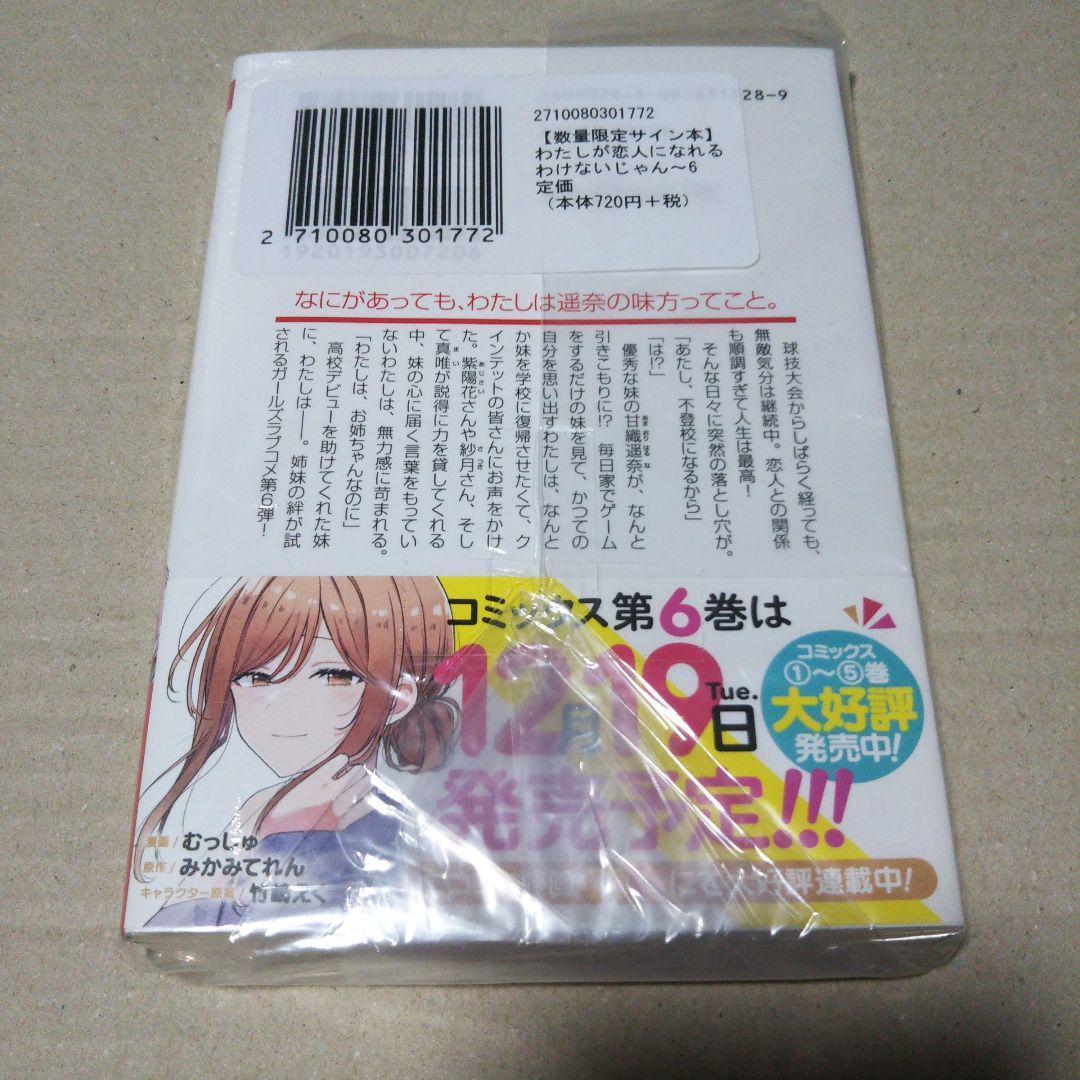 28-9
2710080301772
【数量限定サイン本】
わたしが恋人になれる
わけないじゃん～6
定価
（本体720円＋税）
2 710080 301772
1920193007206
なにがあっても、わたしは遥奈の味方ってこと。
球技大会からしばらく経っても、
無敵気分は継続中。恋人との関係
も順調すぎて人生は最高！
そんな日々に突然の落とし穴が。
「あたし、不登校になるから」
「は！？」
優秀な妹の甘織遥奈が、なんと
引きこもりに！？　毎日家でゲーム
をするだけの妹を見て、かつての
自分を思い出すわたしは、なんと
か妹を学校に復帰させたくて、ク
インテットの皆さんにお声をかけ
た。紫陽花さんや紗月さん、そし
て真唯が説得に力を貸してくれる
中、妹の心に届く言葉をもってい
ないわたしは、無力感に苛まれる。
「わたしは、お姉ちゃんなのに」
高校デビューを助けてくれた妹
に、わたしは――。姉妹の絆が試
されるガールズラブコメ第6弾！
コミックス第6巻は
12月19日Tue.
発売予定!!!
コミックス
①～⑤巻
大好評
発売中!
漫画/むっしゅ
原作/みかみてれん
キャラクター原案/竹嶋えく
にて大好評連載中!